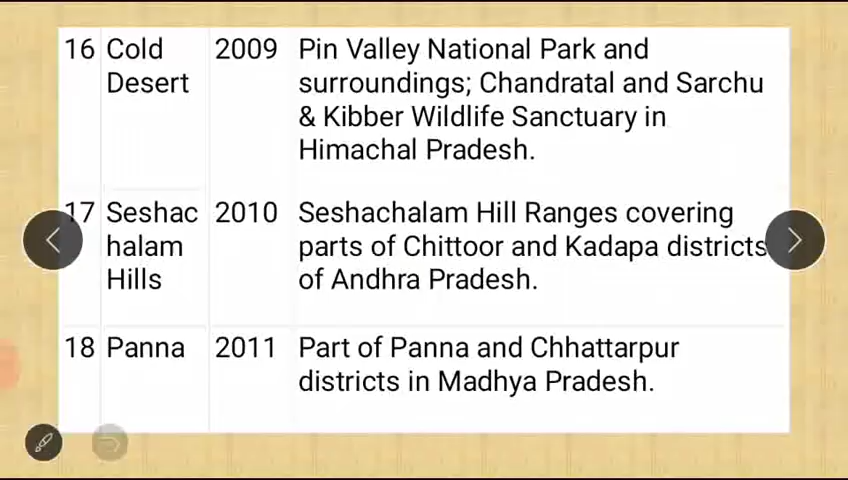 16 Cold 2009 Pin Valley National Park and
Desert surroundings; Chandratal and Sarchu
& Kibber Wildlife Sanctuary in
Himachal Pradesh.
17 Seshac 2010 Seshachalam Hill Ranges covering
halam parts of Chittoor and Kadapa districts
Hills of Andhra Pradesh.
18 Panna 2011 Part of Panna and Chhattarpur
districts in Madhya Pradesh.